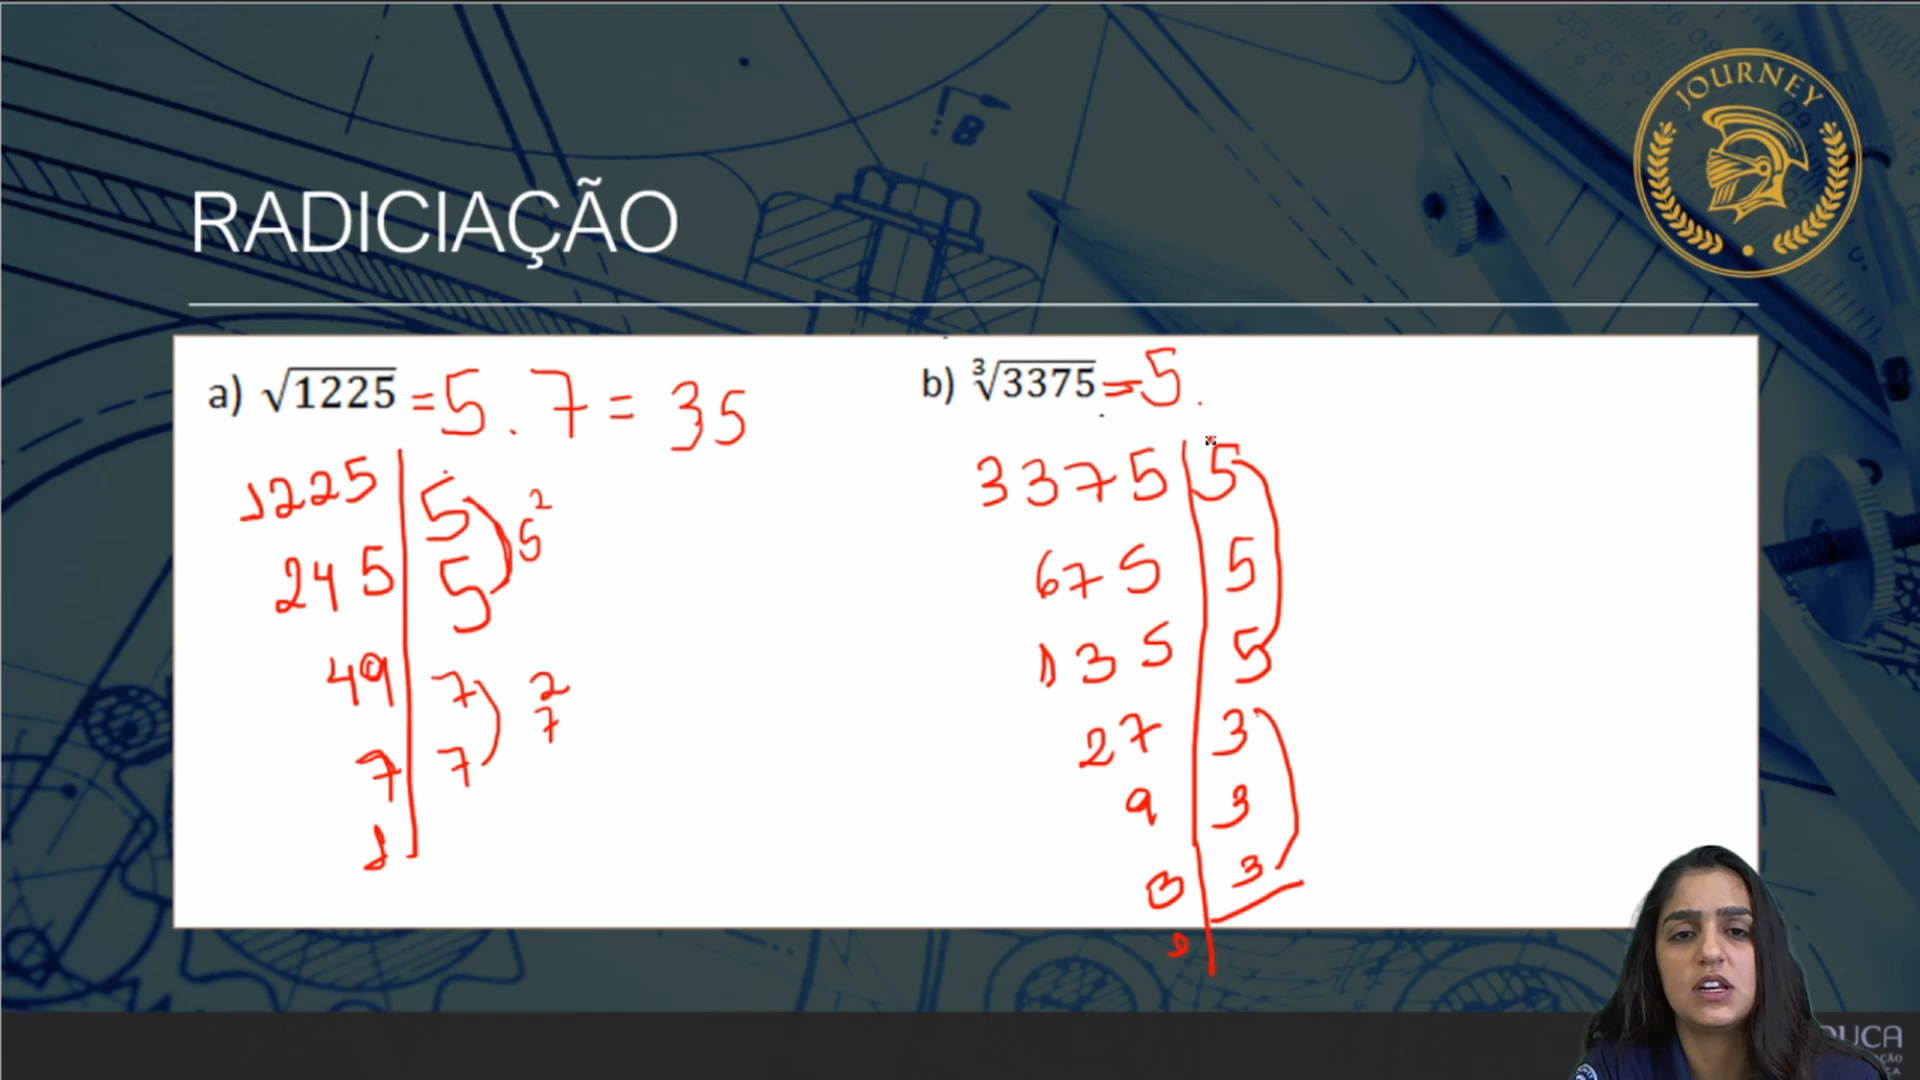 JOURNEY
RADICIAÇÃO
a) √1225 = 5 . 7 = 35
1225 | 5
245 | 5
5²
49 | 7
7 | 7
7²
1
b) ³√3375 = 5 .
3375 | 5
675 | 5
135 | 5
27 | 3
9 | 3
3 | 3
1
B